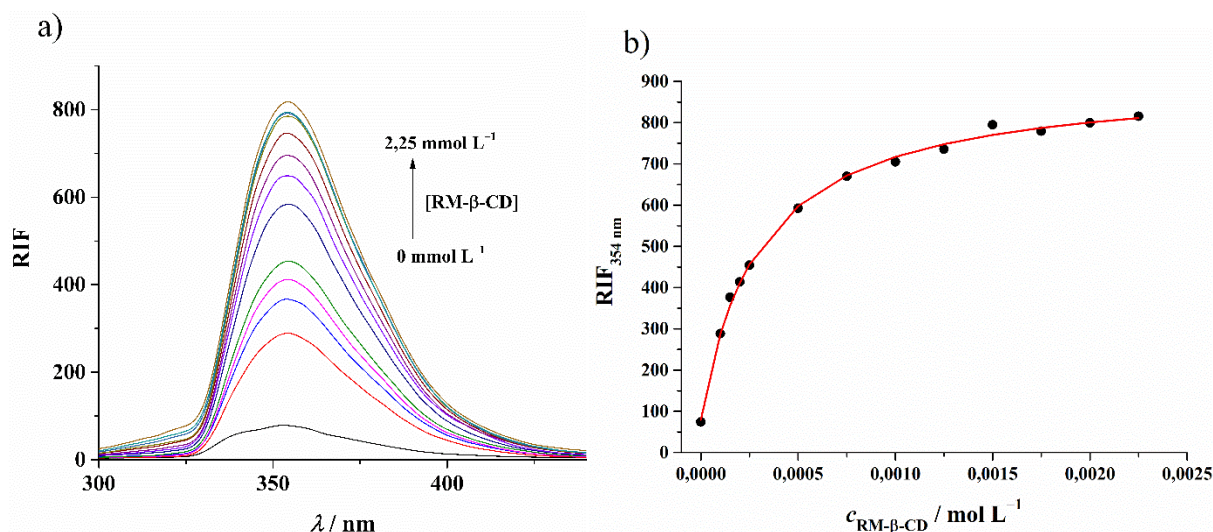 a)
RIF
800
600
400
200
0
2,25 mmol L⁻¹
[RM-β-CD]
0 mmol L⁻¹
300
350
400
λ / nm
b)
RIF₃₅₄ ₙₘ
900
800
700
600
500
400
300
200
100
0
0,0000
0,0005
0,0010
0,0015
0,0020
0,0025
c RM-β-CD / mol L⁻¹